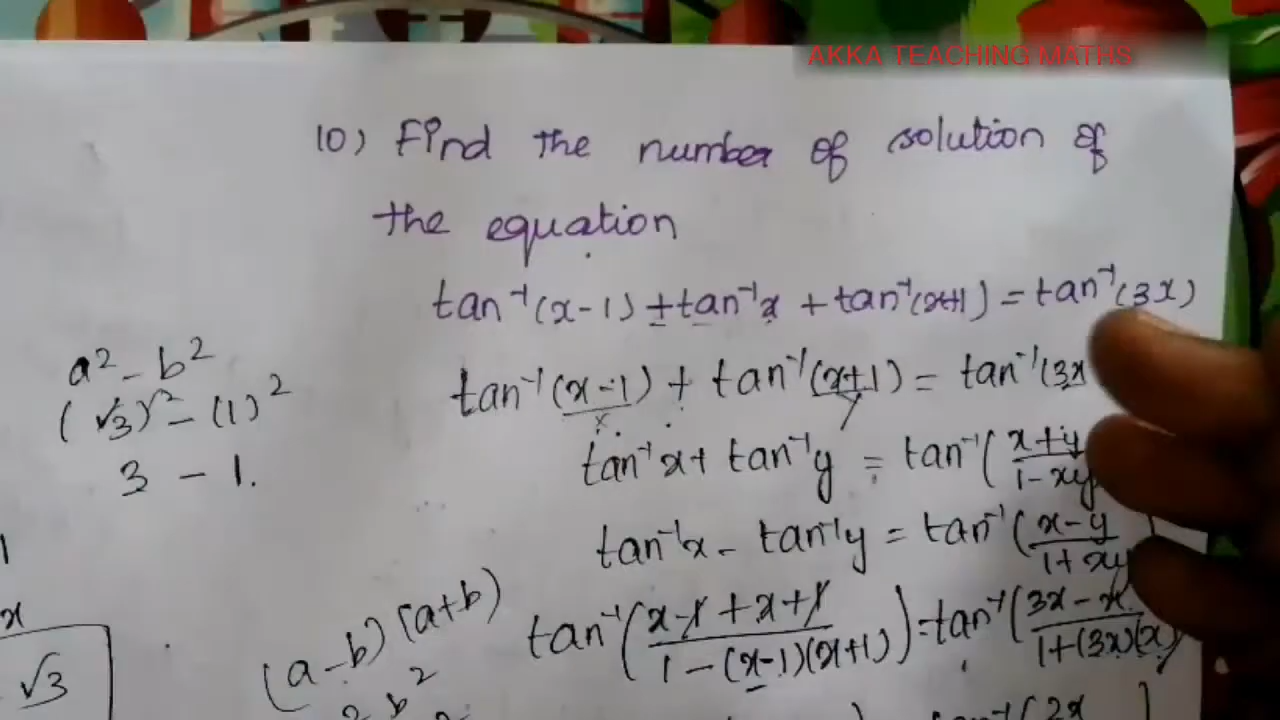 AKKA TEACHING MATHS
10) Find the number of solution of
the equation
tan⁻¹(x-1) + tan⁻¹x + tan⁻¹(x+1) = tan⁻¹(3x)
tan⁻¹(x-1) + tan⁻¹(x+1) = tan⁻¹(3x
x. y
tan⁻¹x + tan⁻¹y = tan⁻¹(x+y/1-xy
tan⁻¹x - tan⁻¹y = tan⁻¹(x-y/1+xy)
tan⁻¹(x-1+x+1/1-(x-1)(x+1)) = tan⁻¹(3x-x/1+(3x)(x)
2x
a² - b²
(√3)² - (1)²
3 - 1.
(a-b)(a+b)
b²
1
x
√3